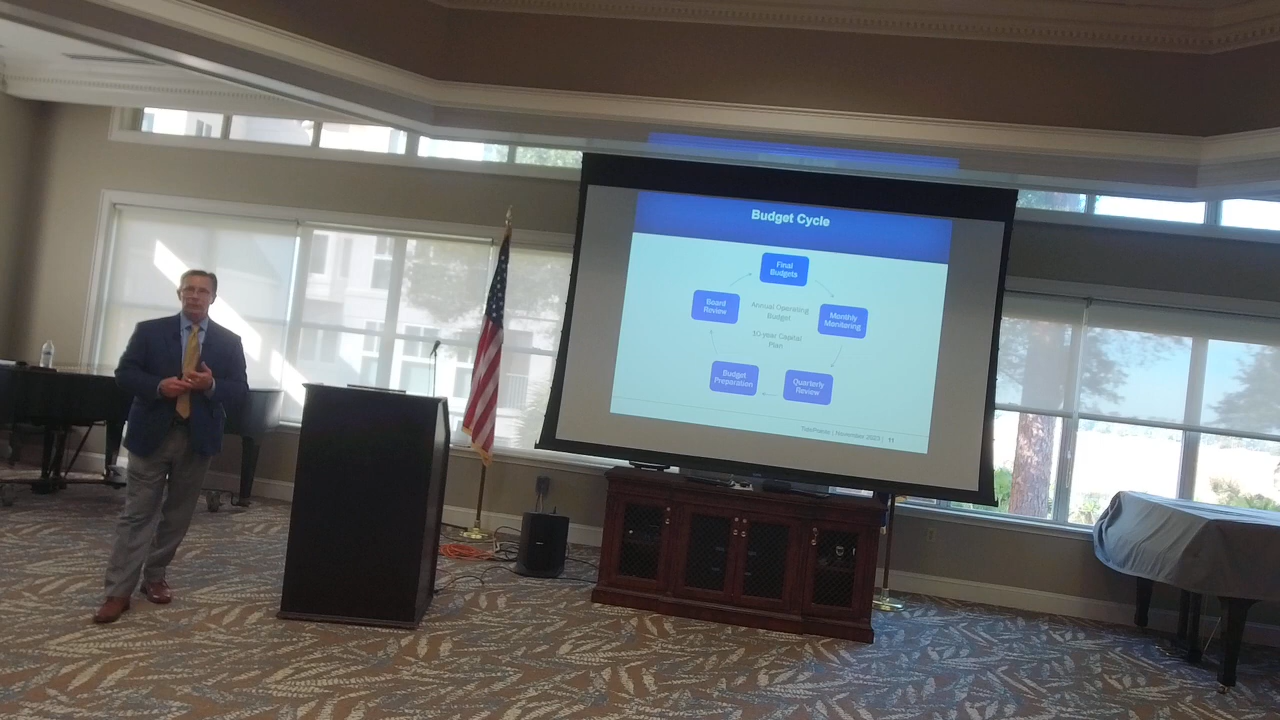 Budget Cycle
Final
Budgets
Board
Review
Annual Operating
Budget
Monthly
Monitoring
10-year Capital
Plan
Budget
Preparation
Quarterly
Review
| November 2023 | 11